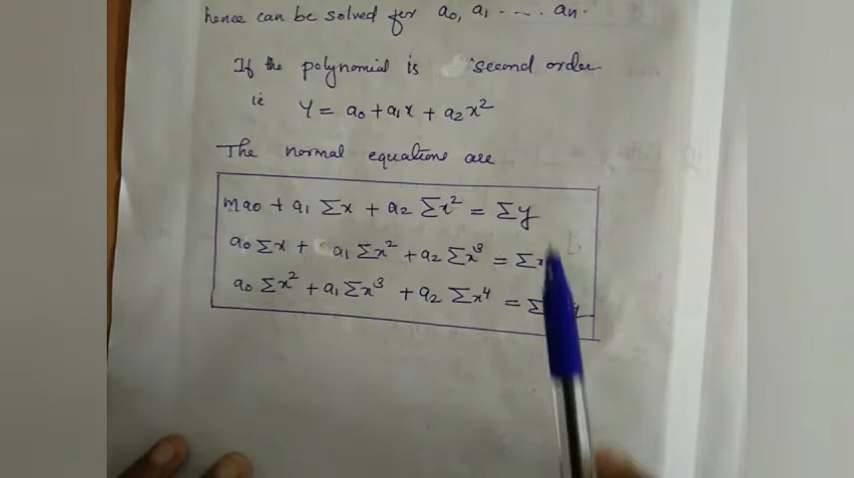 hence can be solved for a₀, a₁ ..... aₙ.
If the polynomial is second order
ie Y = a₀ + a₁x + a₂x²
The normal equations are
ma₀ + a₁ Σx + a₂ Σx² = Σy
a₀ Σx + a₁ Σx² + a₂ Σx³ = Σx
a₀ Σx² + a₁ Σx³ + a₂ Σx⁴ = Σ y